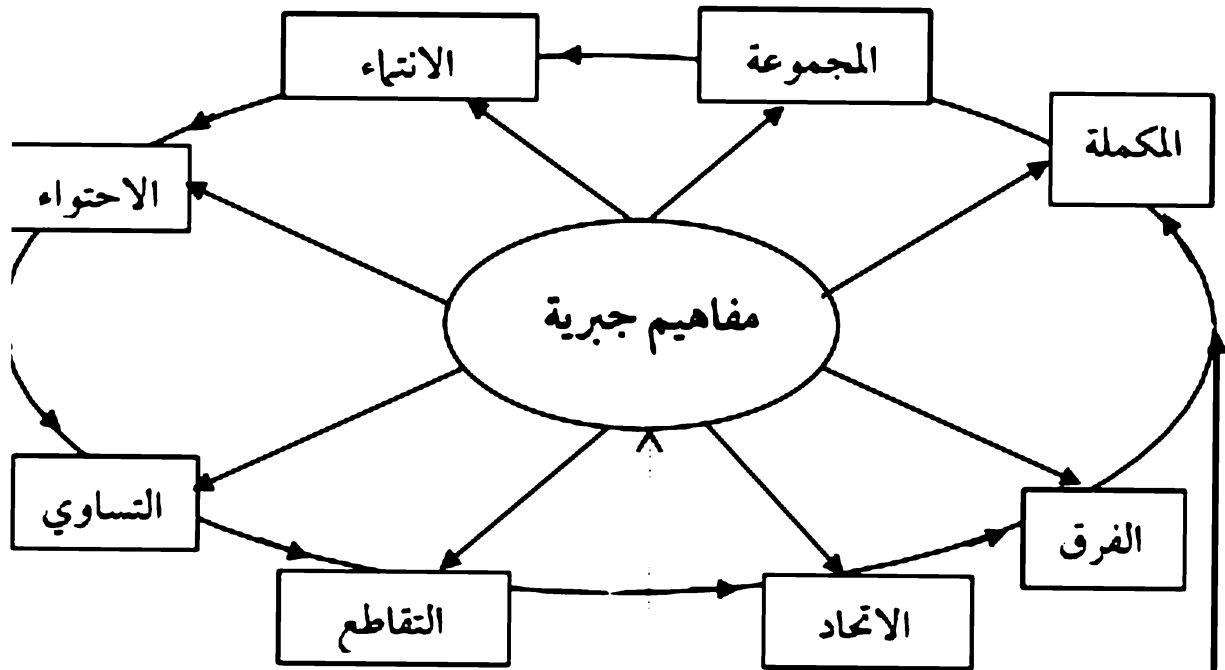 المجموعة
الانتماء
المكملة
الاحتواء
مفاهيم جبرية
التساوي
الفرق
التقاطع
الاتحاد